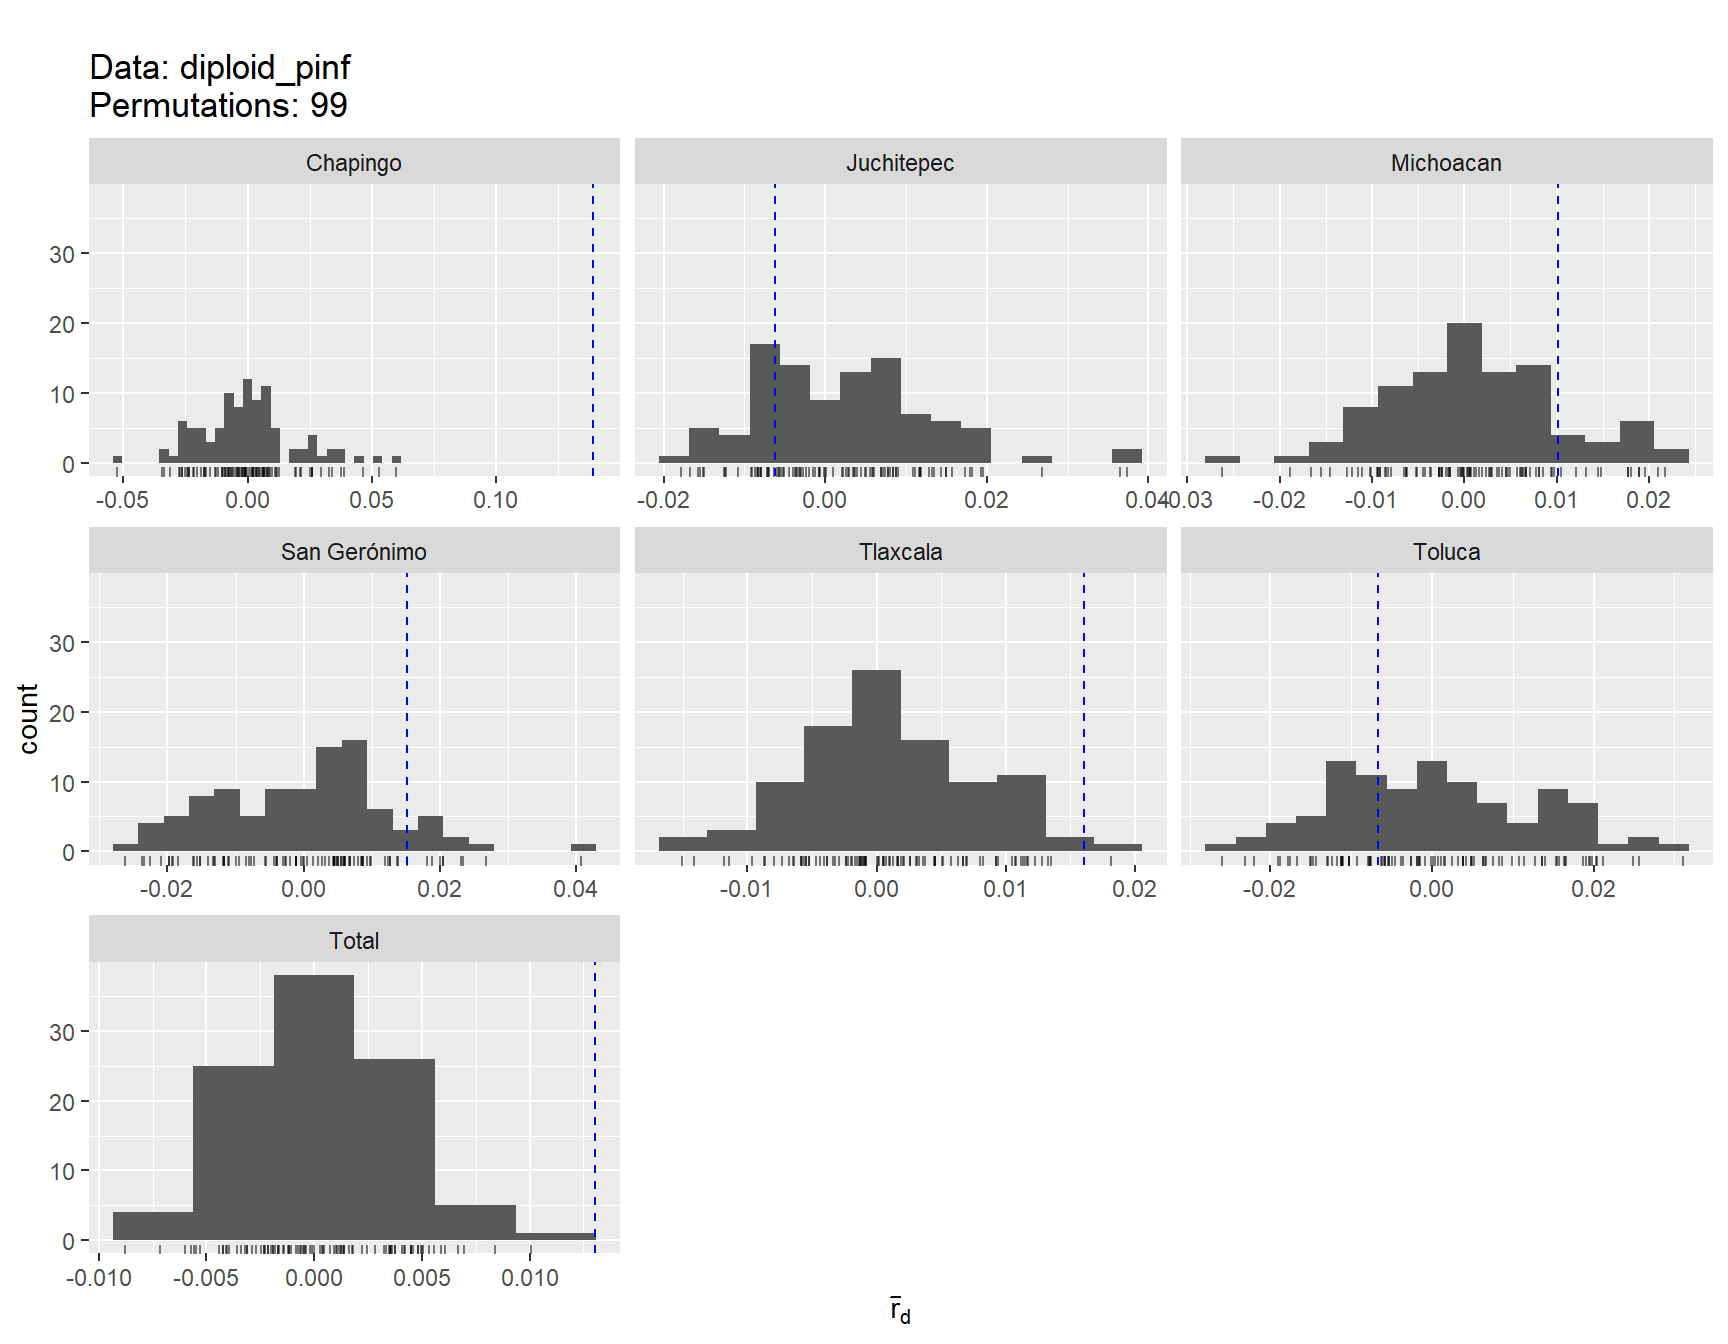 Data: diploid_pinf
Permutations: 99
Chapingo Juchitepec Michoacan
30
20
10
0
-0.05 0.00 0.05 0.10 -0.02 0.00 0.02 0.04 -0.03 -0.02 -0.01 0.00 0.01 0.02
San Gerónimo Tlaxcala Toluca
30
20
10
0
-0.02 0.00 0.02 0.04 -0.01 0.00 0.01 0.02 -0.02 0.00 0.02
count
Total
30
20
10
0
-0.010 -0.005 0.000 0.005 0.010
r̄d